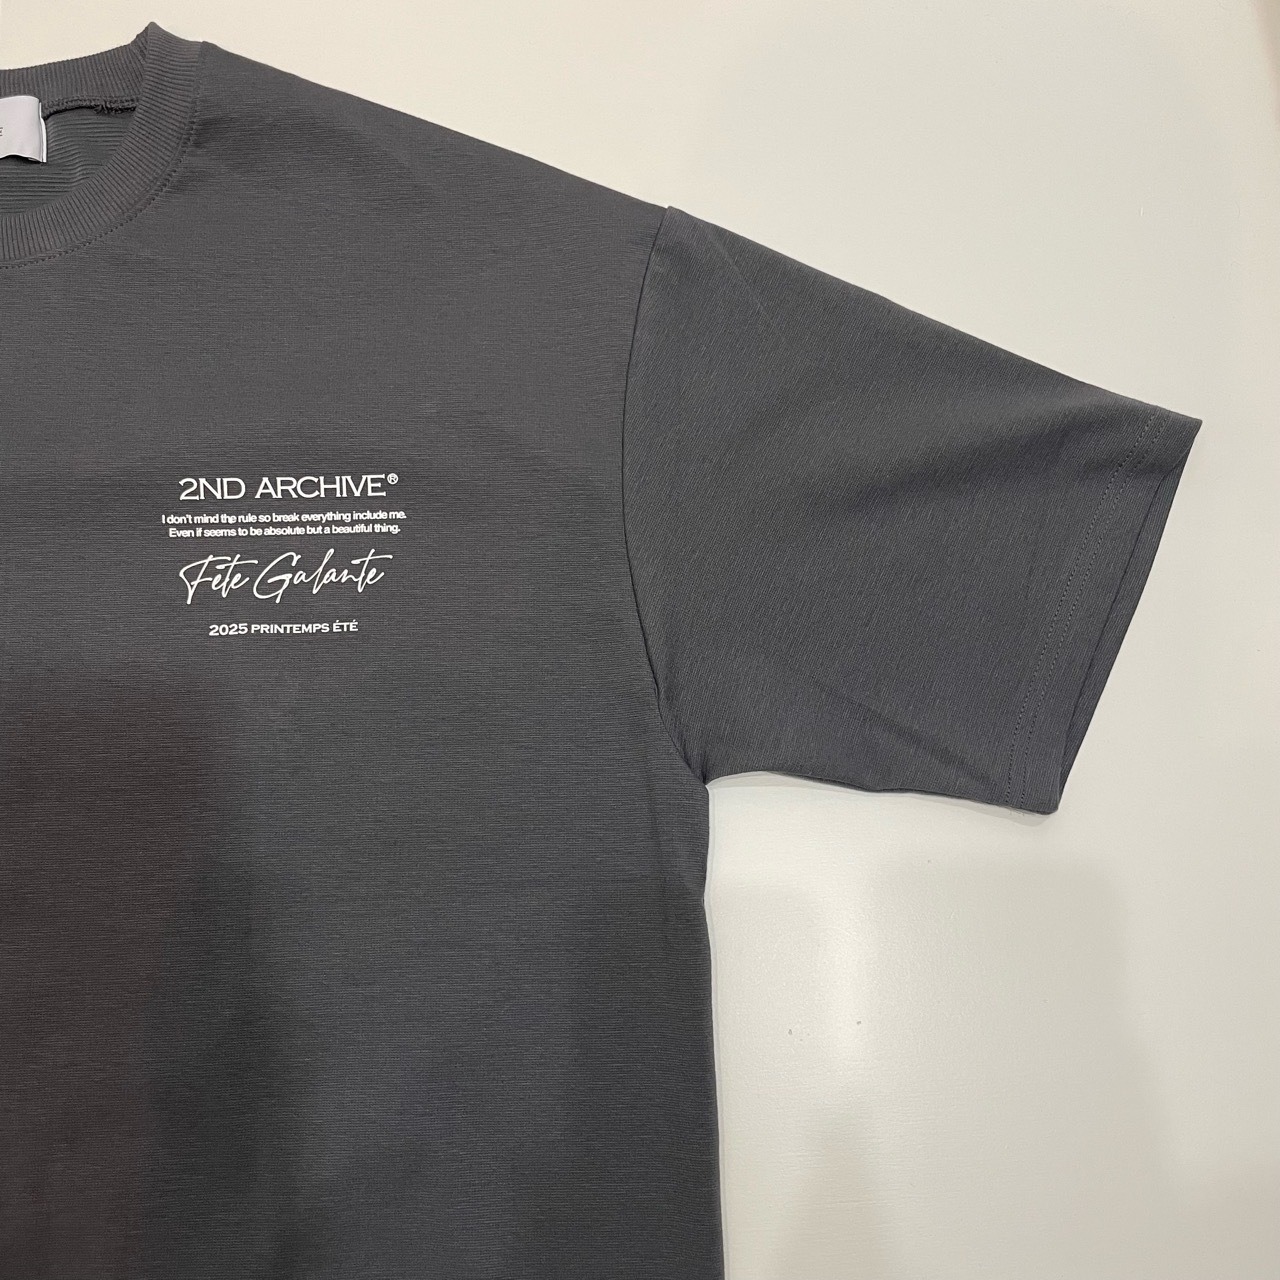 2ND ARCHIVE®
I don't mind the rule so break everything include me.
Even if seems to be absolute but a beautiful thing.
Fête Galante
2025 PRINTEMPS ÉTÉ